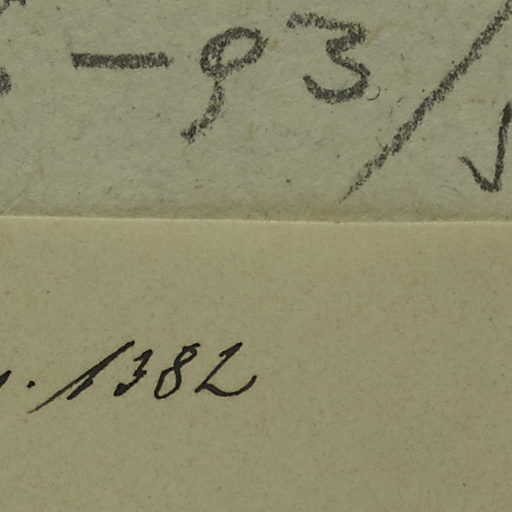 - 93/
. 1382